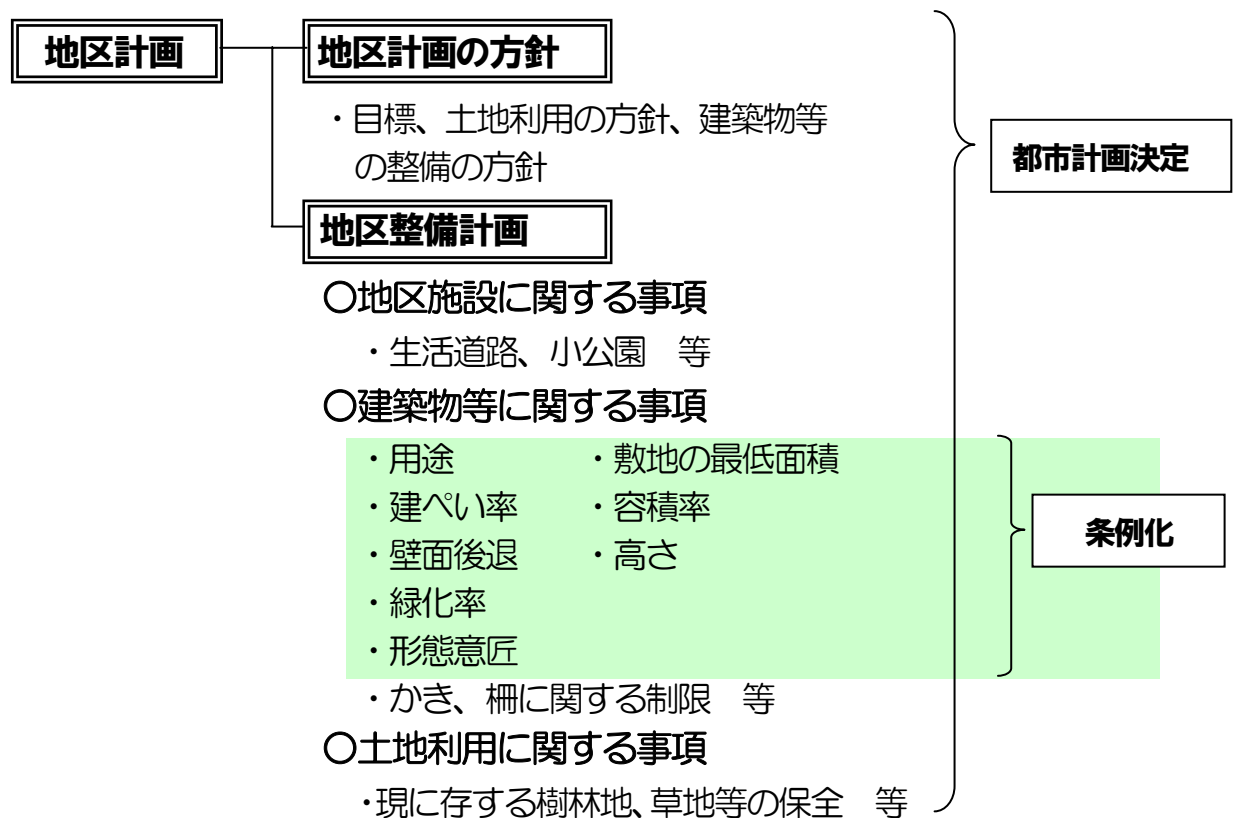 地区計画
地区計画の方針
・目標、土地利用の方針、建築物等
の整備の方針
都市計画決定
地区整備計画
〇地区施設に関する事項
・生活道路、小公園　等
〇建築物等に関する事項
・用途　・敷地の最低面積
・建ぺい率　・容積率
・壁面後退　・高さ
条例化
・緑化率
・形態意匠
・かき、柵に関する制限　等
〇土地利用に関する事項
・現に存する樹林地、草地等の保全　等